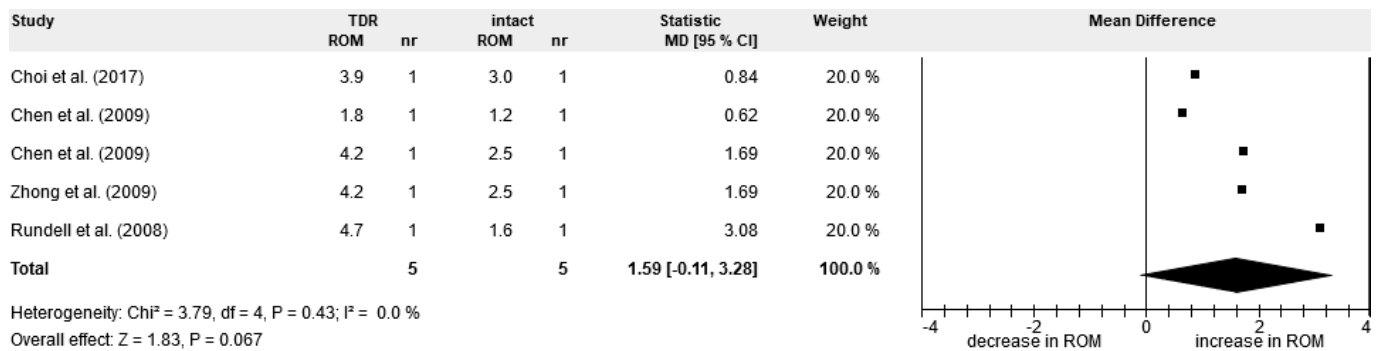 Study TDR intact Statistic Weight Mean Difference
ROM nr ROM nr MD [95 % CI]
Choi et al. (2017) 3.9 1 3.0 1 0.84 20.0 %
Chen et al. (2009) 1.8 1 1.2 1 0.62 20.0 %
Chen et al. (2009) 4.2 1 2.5 1 1.69 20.0 %
Zhong et al. (2009) 4.2 1 2.5 1 1.69 20.0 %
Rundell et al. (2008) 4.7 1 1.6 1 3.08 20.0 %
Total 5 5 1.59 [-0.11, 3.28] 100.0 %
Heterogeneity: Chi² = 3.79, df = 4, P = 0.43; I² = 0.0 %
Overall effect: Z = 1.83, P = 0.067
-4 -2 0 2 4
decrease in ROM increase in ROM